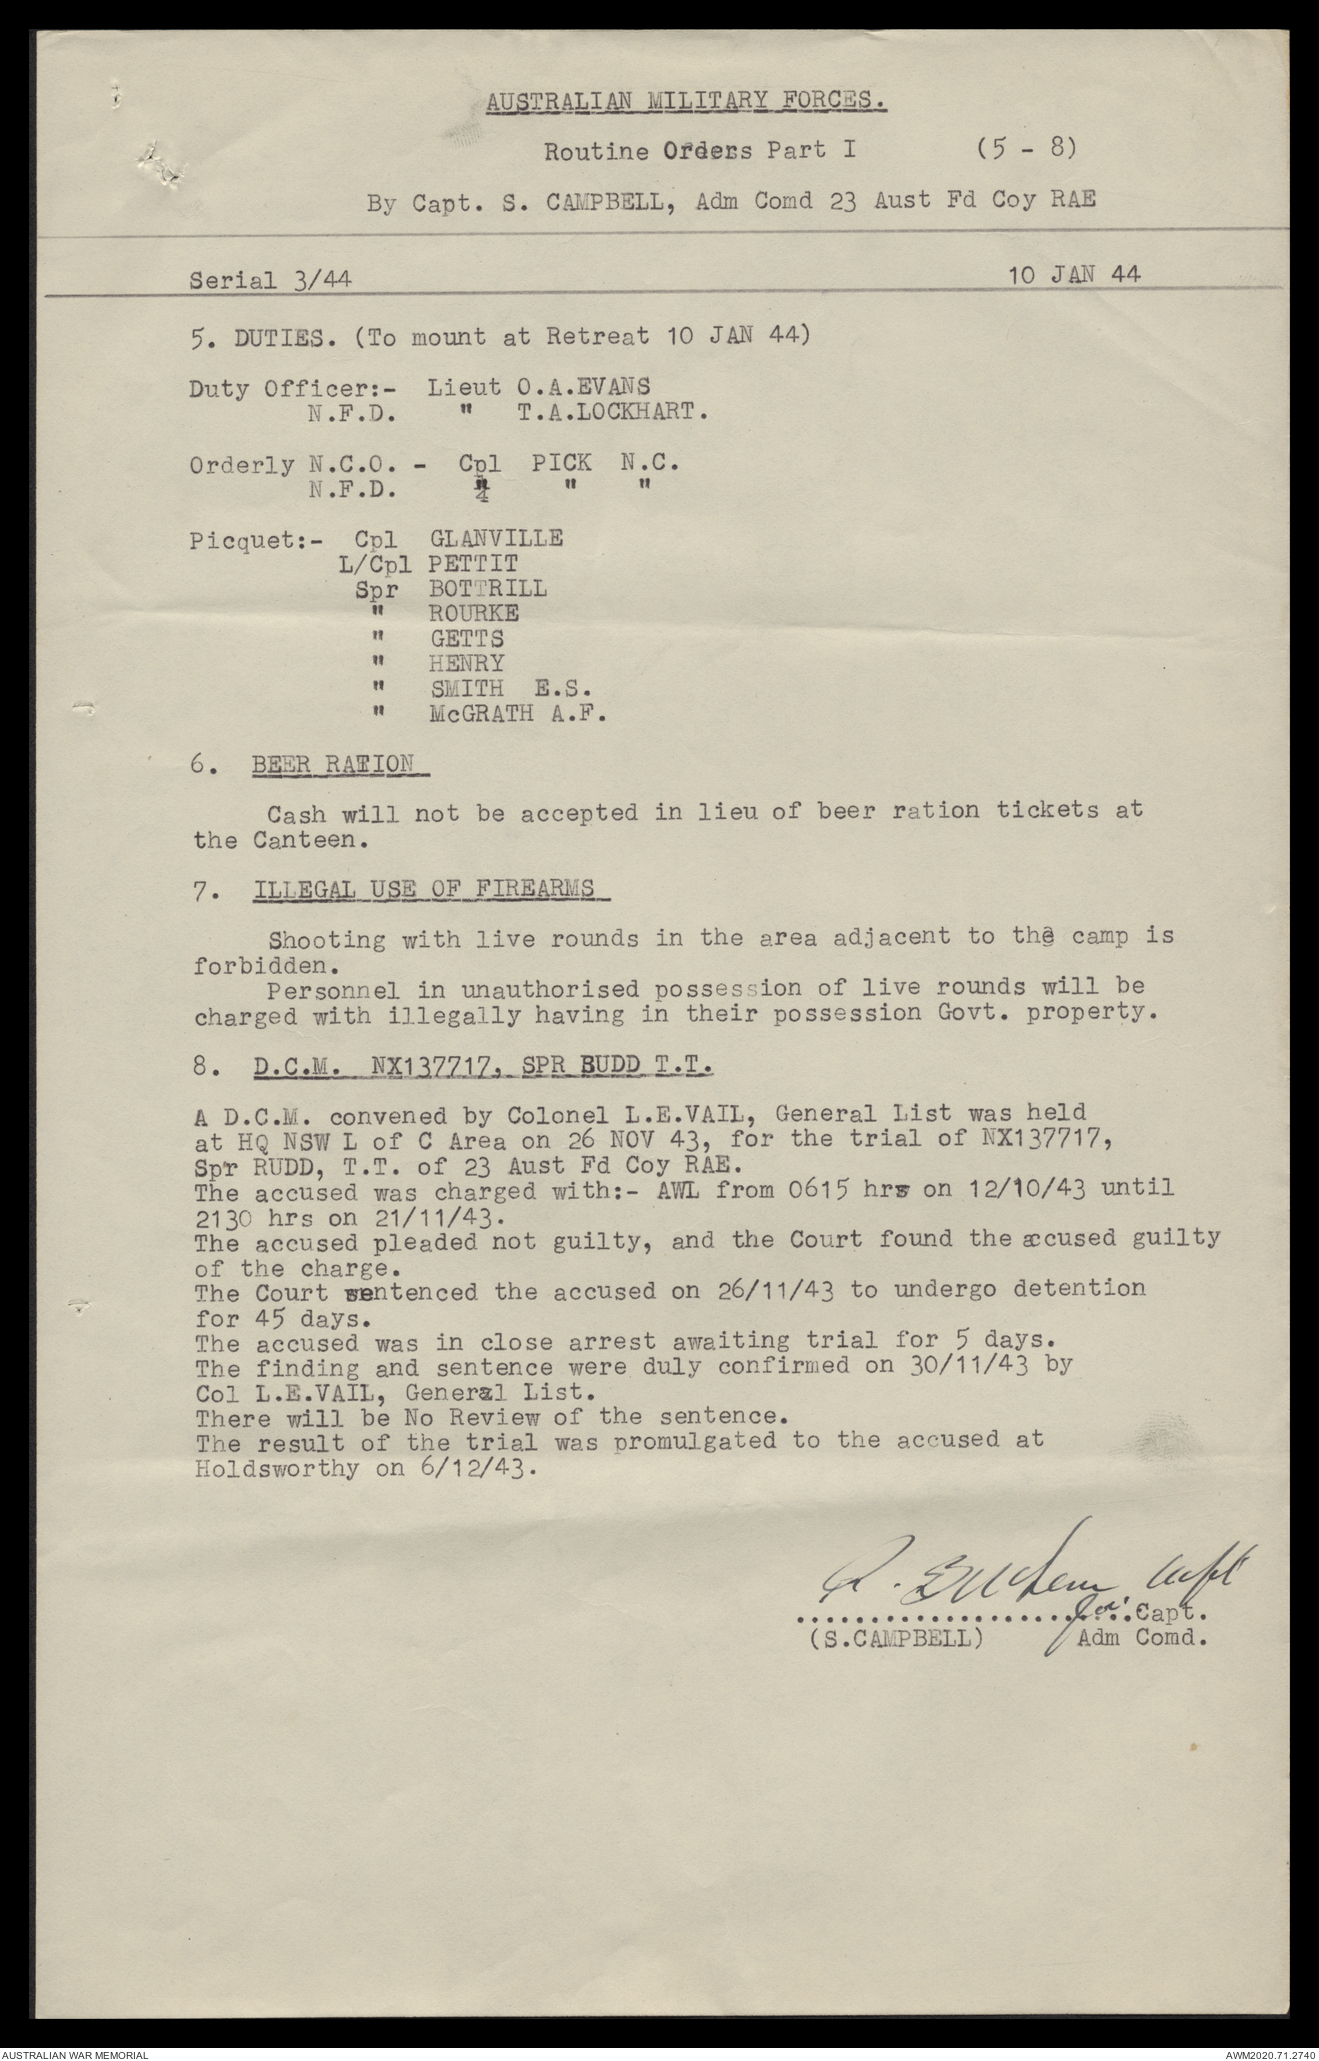 AUSTRALIAN MILITARY FORCES.
Routine Orders Part I (5 - 8)
By Capt. S. CAMPBELL, Adm Comd 23 Aust Fd Coy RAE
Serial 3/44 10 JAN 44
5. DUTIES. (To mount at Retreat 10 JAN 44)
Duty Officer:- Lieut O.A.EVANS
N.F.D. " T.A.LOCKHART.
Orderly N.C.O. - Cpl PICK N.C.
N.F.D. " " "
Picquet:- Cpl GLANVILLE
L/Cpl PETTIT
Spr BOTTRILL
" ROURKE
" GETTS
" HENRY
" SMITH E.S.
" McGRATH A.F.
6. BEER RATION
Cash will not be accepted in lieu of beer ration tickets at
the Canteen.
7. ILLEGAL USE OF FIREARMS
Shooting with live rounds in the area adjacent to the camp is
forbidden.
Personnel in unauthorised possession of live rounds will be
charged with illegally having in their possession Govt. property.
8. D.C.M. NX137717, SPR BUDD T.T.
A D.C.M. convened by Colonel L.E.VAIL, General List was held
at HQ NSW L of C Area on 26 NOV 43, for the trial of NX137717,
Spr RUDD, T.T. of 23 Aust Fd Coy RAE.
The accused was charged with:- AWL from 0615 hrs on 12/10/43 until
2130 hrs on 21/11/43.
The accused pleaded not guilty, and the Court found the accused guilty
of the charge.
The Court sentenced the accused on 26/11/43 to undergo detention
for 45 days.
The accused was in close arrest awaiting trial for 5 days.
The finding and sentence were duly confirmed on 30/11/43 by
Col L.E.VAIL, General List.
There will be No Review of the sentence.
The result of the trial was promulgated to the accused at
Holdsworthy on 6/12/43.
for ......................Capt.
(S.CAMPBELL) Adm Comd.
AUSTRALIAN WAR MEMORIAL AWM2020.71.2740